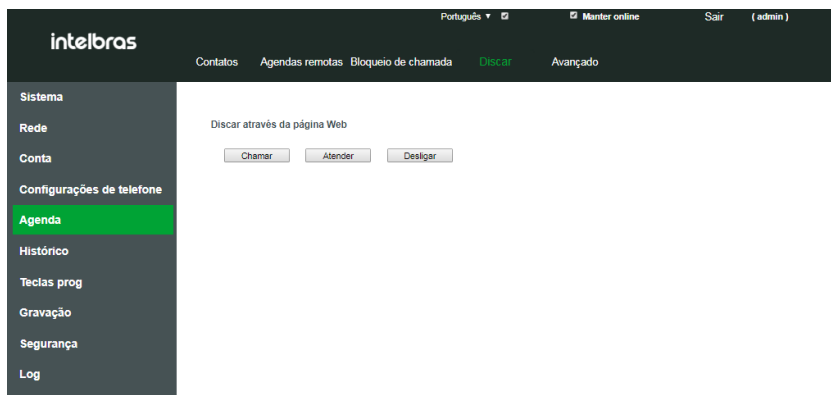 Português ▾ Manter online Sair ( admin )
intelbras
Contatos Agendas remotas Bloqueio de chamada Discar Avançado
Sistema
Rede
Conta
Configurações de telefone
Agenda
Histórico
Teclas prog
Gravação
Segurança
Log
Discar através da página Web
Chamar Atender Desligar